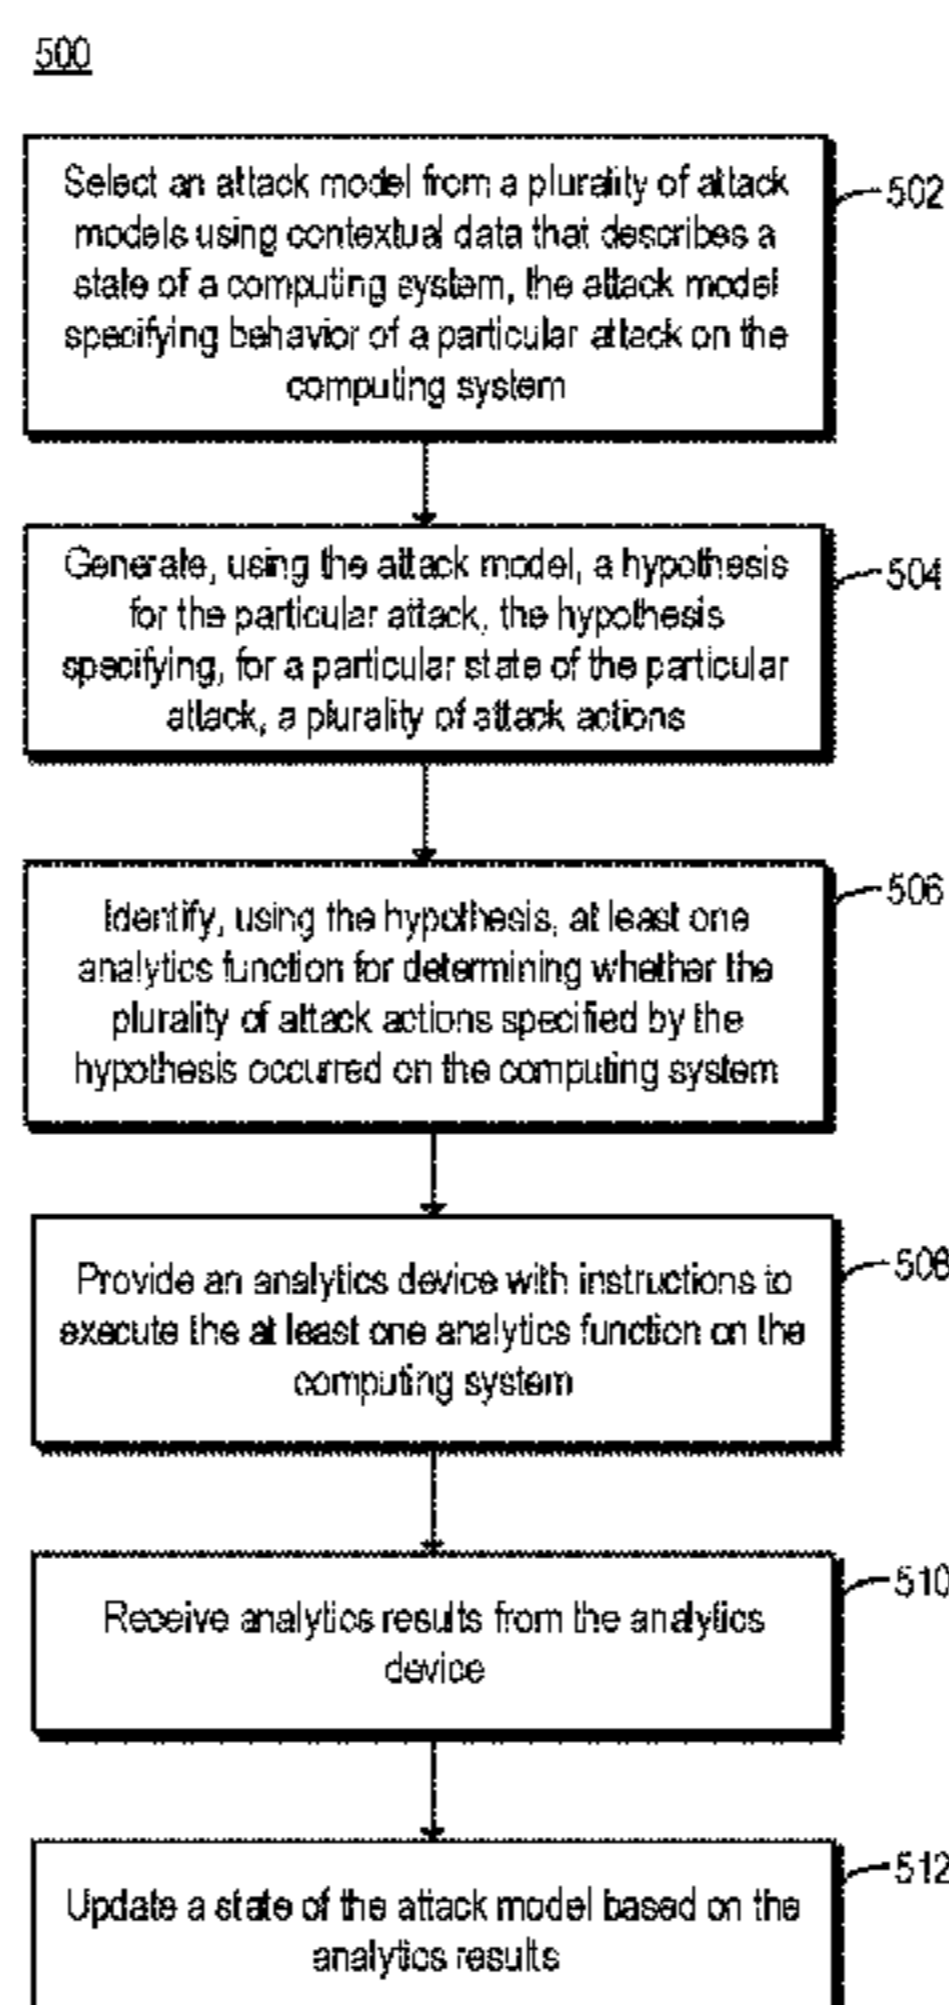 500
Select an attack model from a plurality of attack
models using contextual data that describes a
state of a computing system, the attack model
specifying behavior of a particular attack on the
computing system
502
Generate, using the attack model, a hypothesis
for the particular attack, the hypothesis
specifying, for a particular state of the particular
attack, a plurality of attack actions
504
Identify, using the hypothesis, at least one
analytics function for determining whether the
plurality of attack actions specified by the
hypothesis occurred on the computing system
506
Provide an analytics device with instructions to
execute the at least one analytics function on the
computing system
508
Receive analytics results from the analytics
device
510
Update a state of the attack model based on the
analytics results
512